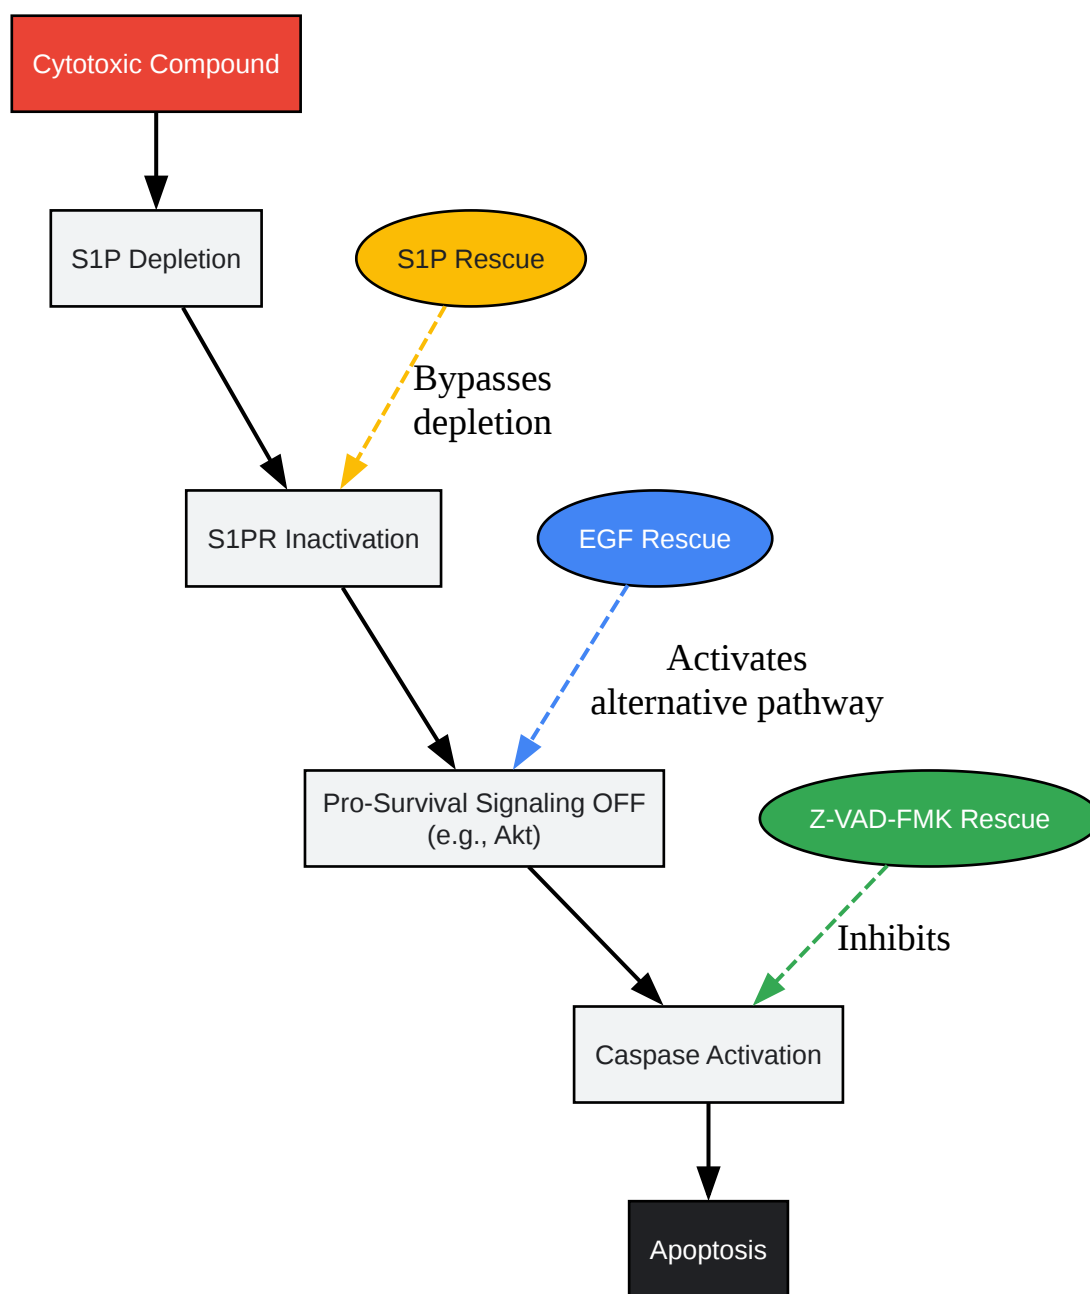 Cytotoxic Compound
S1P Depletion
S1P Rescue
Bypasses
depletion
S1PR Inactivation
EGF Rescue
Activates
alternative pathway
Pro-Survival Signaling OFF
(e.g., Akt)
Z-VAD-FMK Rescue
Inhibits
Caspase Activation
Apoptosis